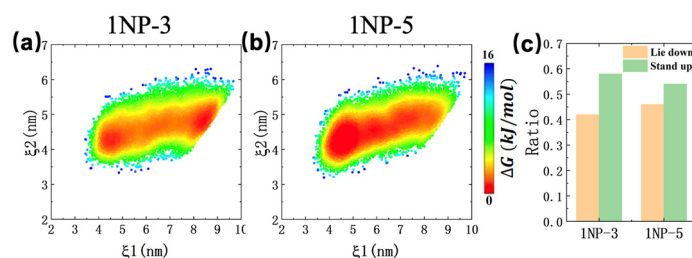 1NP-3
1NP-5
(a)
(b)
(c)
7
6
5
4
3
2
ξ2(nm)
2 3 4 5 6 7 8 9 10
ξ1(nm)
7
6
5
4
3
2
ξ2(nm)
2 3 4 5 6 7 8 9 10
ξ1(nm)
16
0
ΔG (kJ/mol)
Lie down
Stand up
0.7
0.6
0.5
0.4
0.3
0.2
0.1
0.0
Ratio
1NP-3 1NP-5